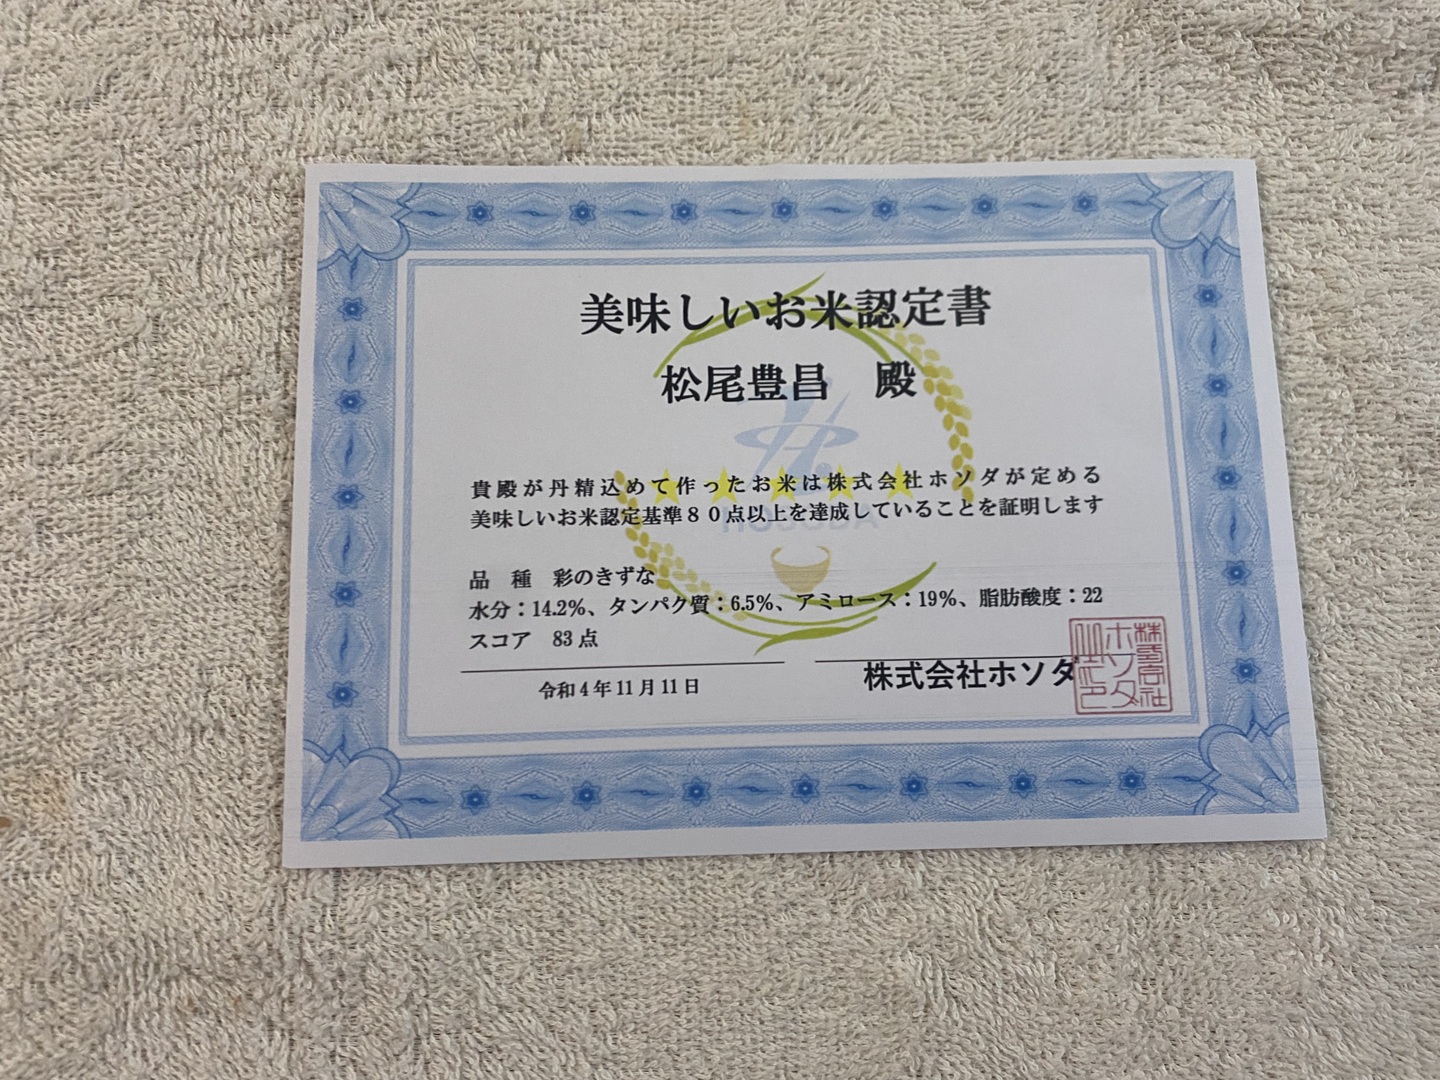 美味しいお米認定書
松尾豊昌 殿
貴殿が丹精込めて作ったお米は株式会社ホソダが定める
美味しいお米認定基準８０点以上を達成していることを証明します
品 種 彩のきずな
水分：14.2%、タンパク質：6.5%、アミロース：19%、脂肪酸度：22
スコア 83点
令和4年11月11日
株式会社ホソダ